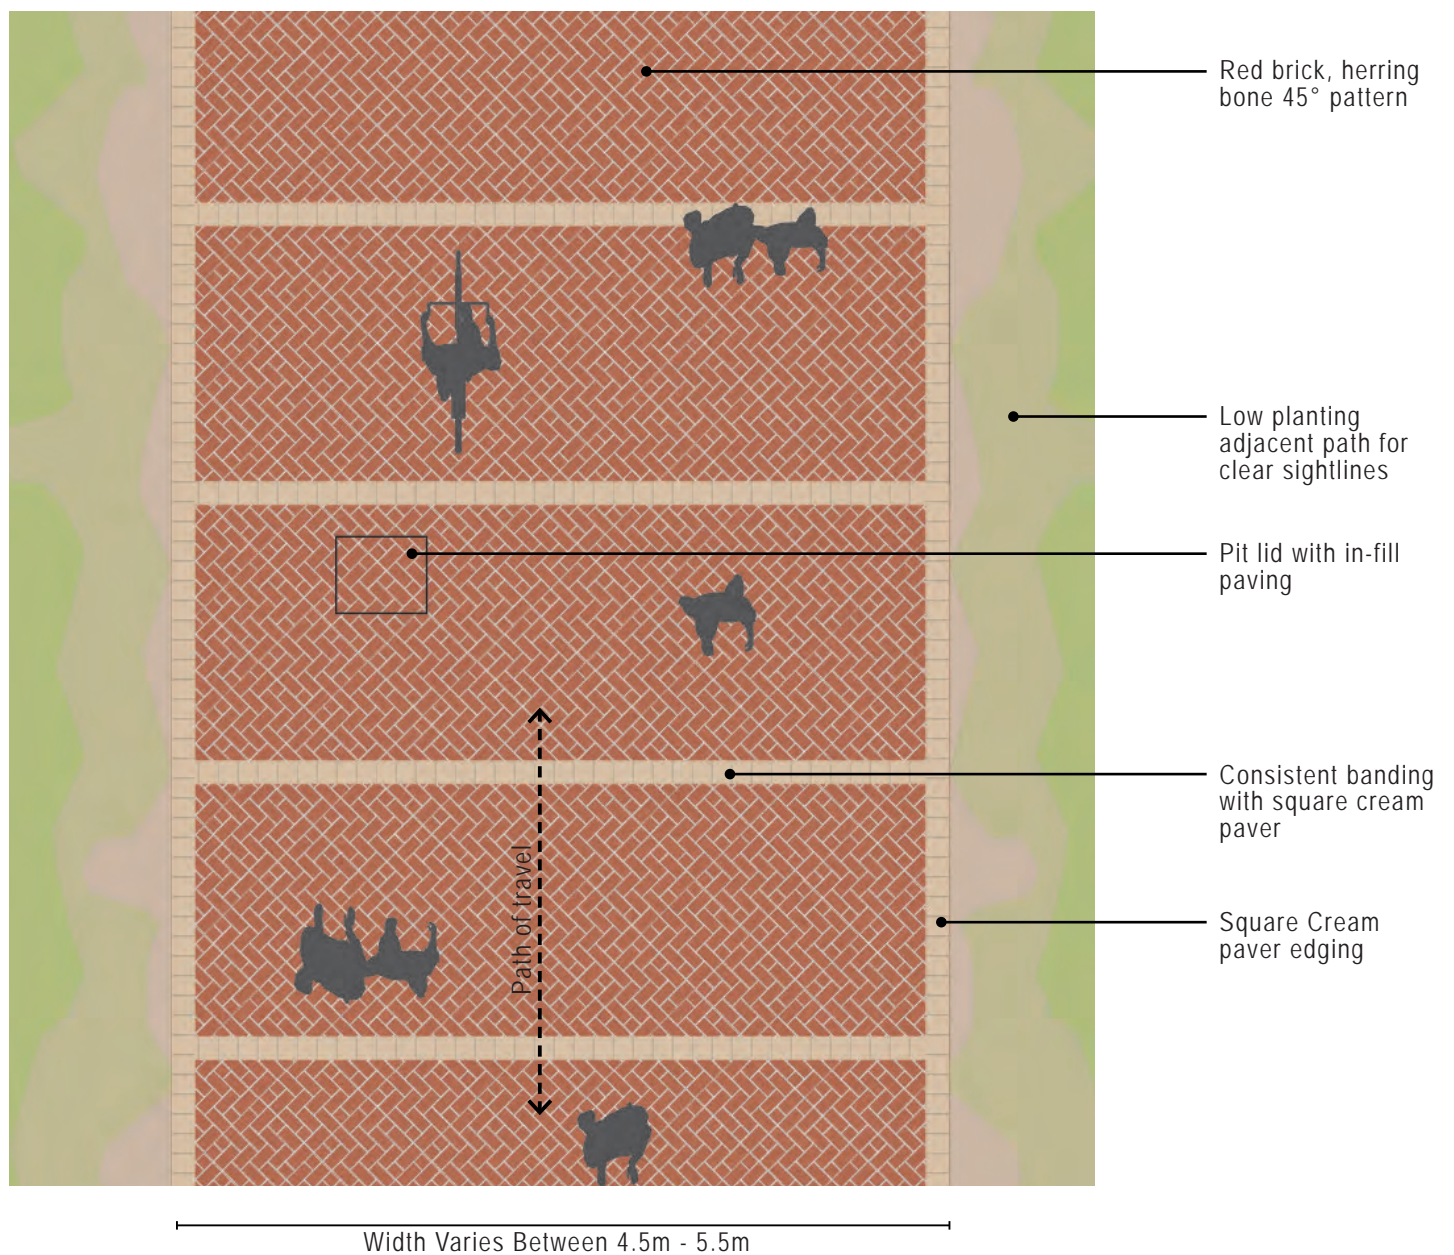 Red brick, herring
bone 45° pattern
Low planting
adjacent path for
clear sightlines
Pit lid with in-fill
paving
Consistent banding
with square cream
paver
Path of travel
Square Cream
paver edging
Width Varies Between 4.5m - 5.5m